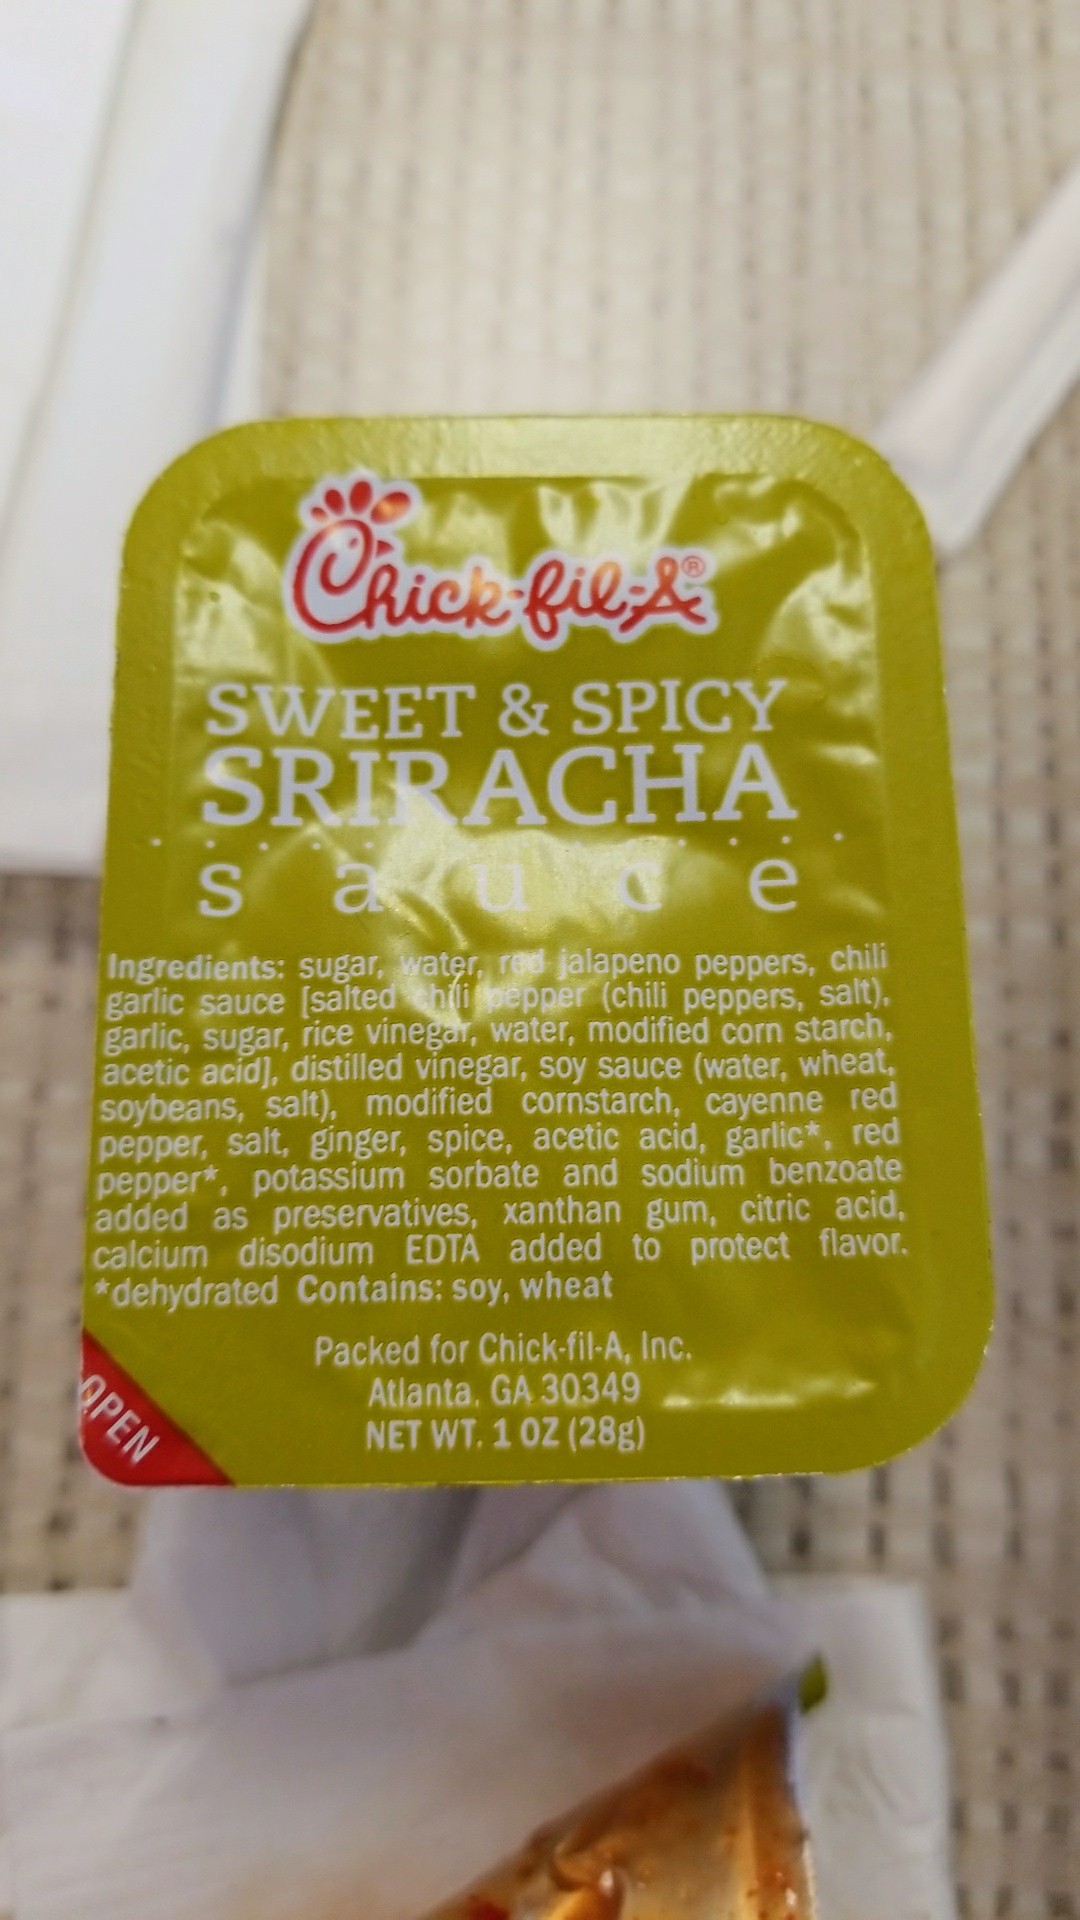 Chick-fil-A®
SWEET & SPICY
SRIRACHA
sauce
Ingredients: sugar, water, red jalapeno peppers, chili
garlic sauce [salted chili pepper (chili peppers, salt),
garlic, sugar, rice vinegar, water, modified corn starch,
acetic acid], distilled vinegar, soy sauce (water, wheat,
soybeans, salt), modified cornstarch, cayenne red
pepper, salt, ginger, spice, acetic acid, garlic*, red
pepper*, potassium sorbate and sodium benzoate
added as preservatives, xanthan gum, citric acid,
calcium disodium EDTA added to protect flavor.
*dehydrated Contains: soy, wheat
Packed for Chick-fil-A, Inc.
Atlanta, GA 30349
NET WT. 1 OZ (28g)
OPEN